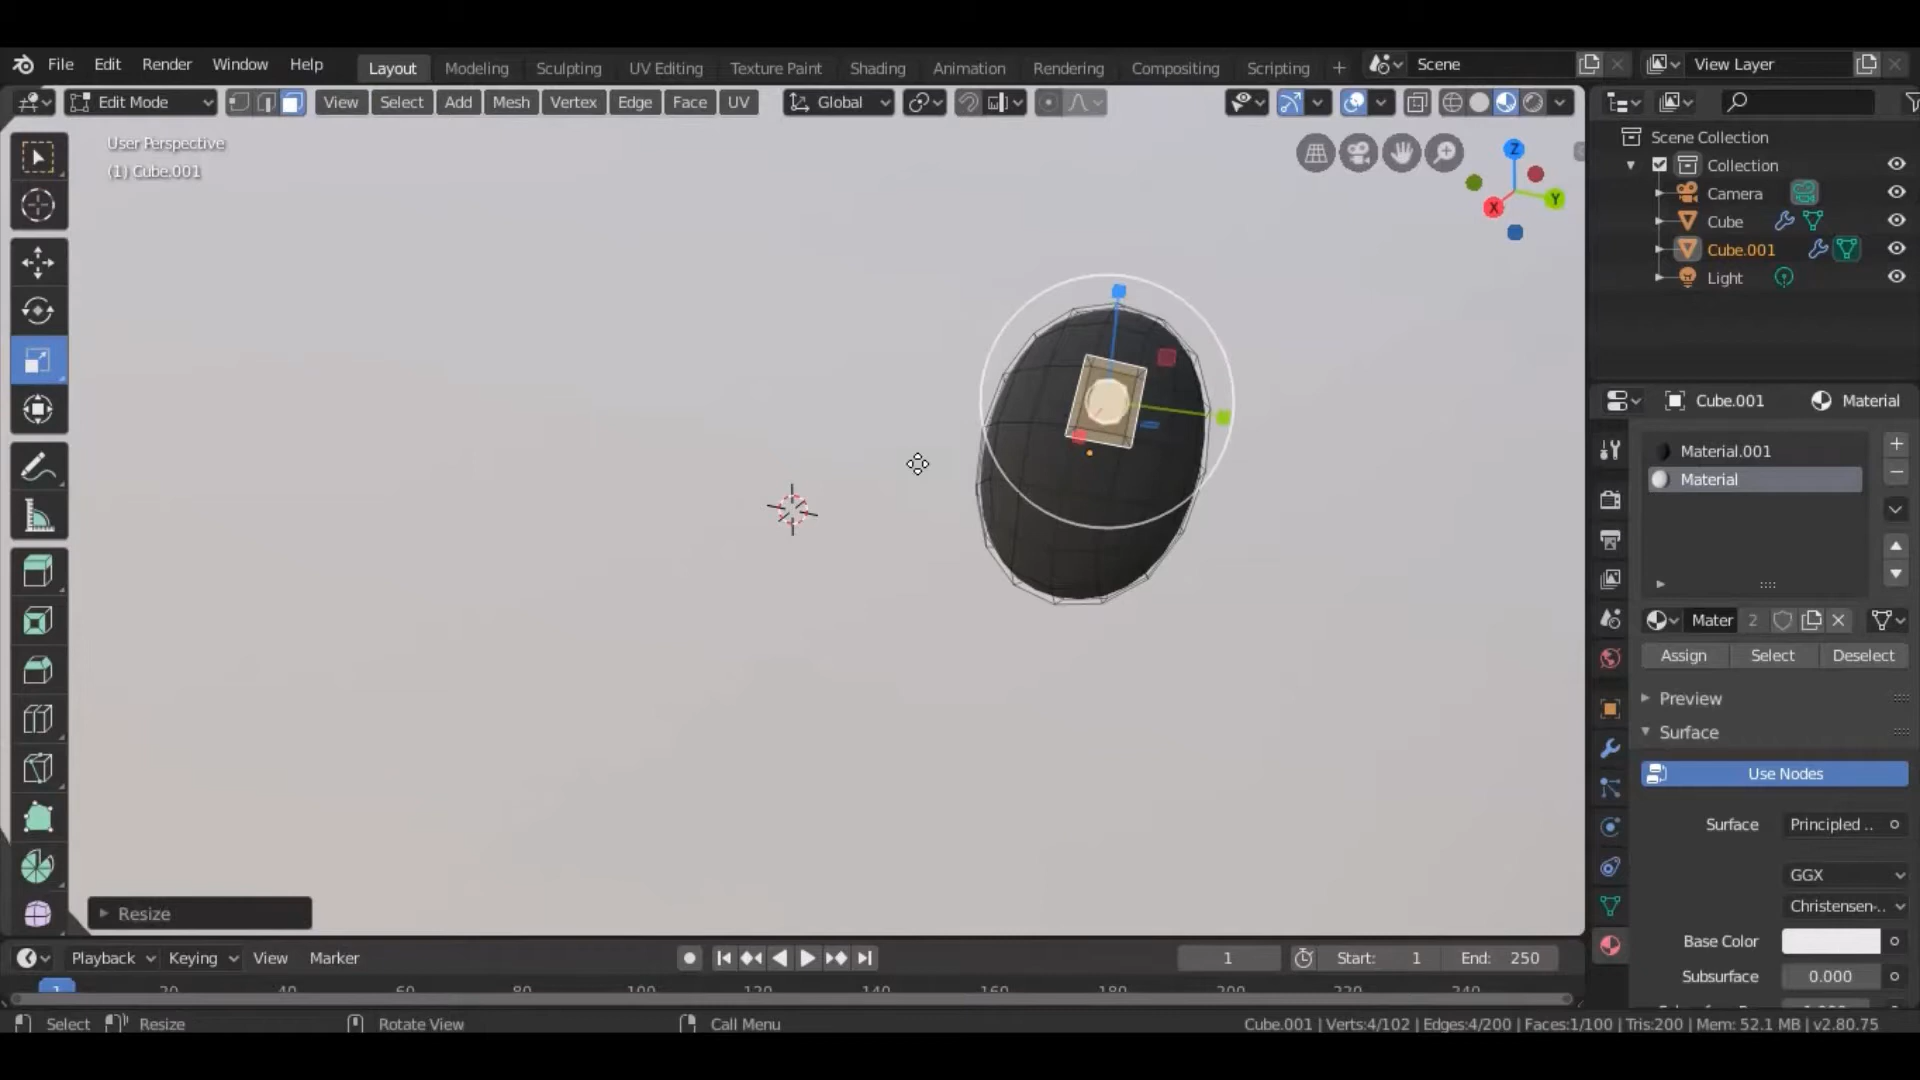 File Edit Render Window Help Layout Modeling Sculpting UV Editing Texture Paint Shading Animation Rendering Compositing Scripting + Scene View Layer
Edit Mode View Select Add Mesh Vertex Edge Face UV Global
User Perspective
(1) Cube.001
Z
Y
X
Scene Collection
Collection
Camera
Cube
Cube.001
Light
Cube.001 Material
Material.001
Material
Mater 2
Assign Select Deselect
Preview
Surface
Use Nodes
Surface Principled ..
GGX
Christensen-..
Base Color
Subsurface 0.000
Resize
Playback Keying View Marker 1 Start: 1 End: 250
1 20 40 60 80 100 120 140 160 180 200 220 240
Select Resize Rotate View Call Menu Cube.001 | Verts:4/102 | Edges:4/200 | Faces:1/100 | Tris:200 | Mem: 52.1 MB | v2.80.75